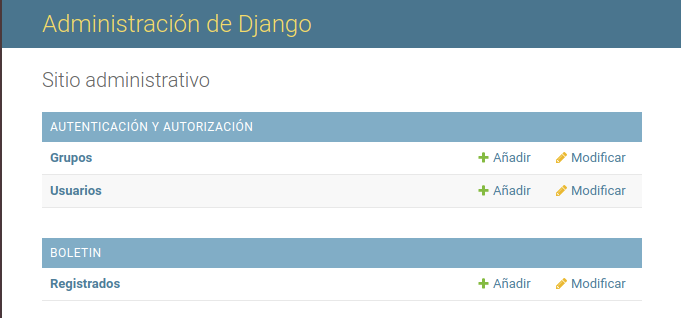 Administración de Django
Sitio administrativo
AUTENTICACIÓN Y AUTORIZACIÓN
Grupos Añadir Modificar
Usuarios Añadir Modificar
BOLETIN
Registrados Añadir Modificar